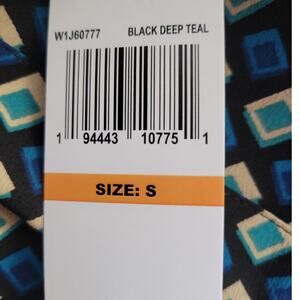 W1J60777 BLACK DEEP TEAL
1 94443 10775 1
SIZE: S